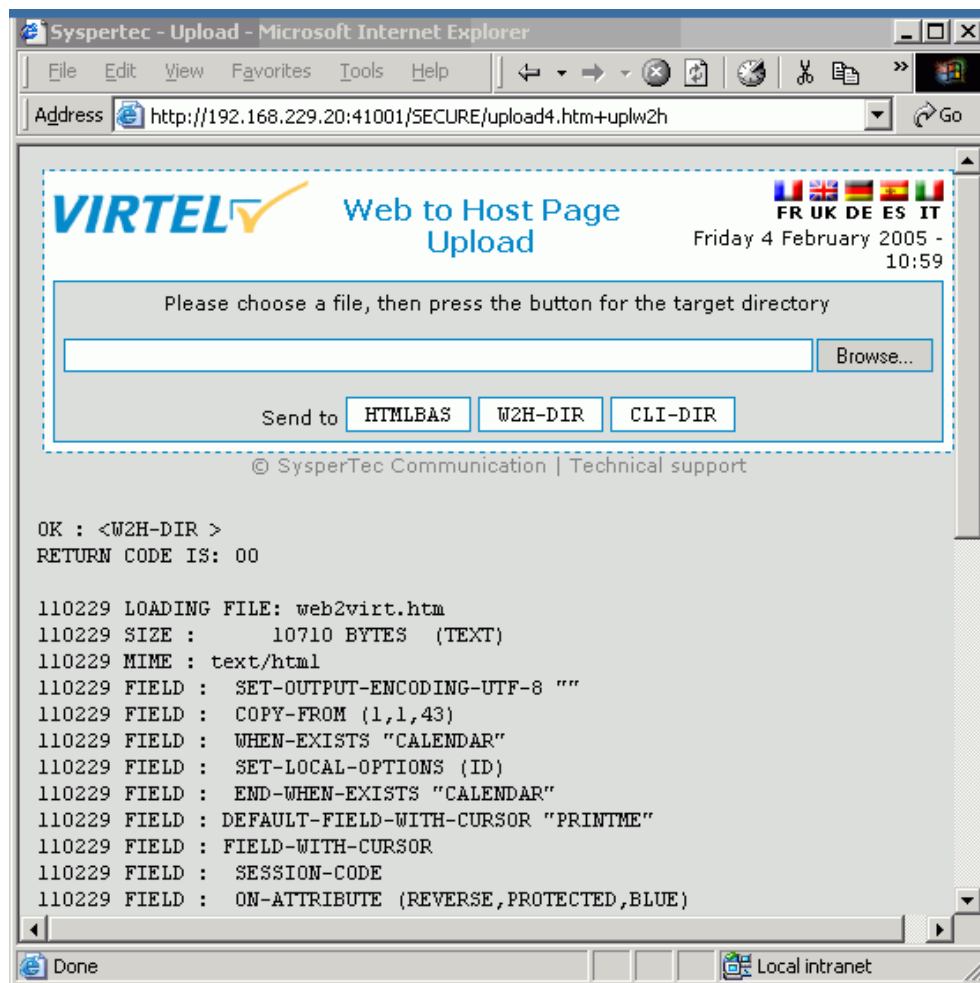 Syspertec - Upload - Microsoft Internet Explorer
File Edit View Favorites Tools Help »
Address http://192.168.229.20:41001/SECURE/upload4.htm+uplw2h Go
VIRTEL
Web to Host Page
Upload
FR UK DE ES IT
Friday 4 February 2005 -
10:59
Please choose a file, then press the button for the target directory
Browse...
Send to HTMLBAS W2H-DIR CLI-DIR
© SysperTec Communication | Technical support
OK : <W2H-DIR >
RETURN CODE IS: 00
110229 LOADING FILE: web2virt.htm
110229 SIZE : 10710 BYTES (TEXT)
110229 MIME : text/html
110229 FIELD : SET-OUTPUT-ENCODING-UTF-8 ""
110229 FIELD : COPY-FROM (1,1,43)
110229 FIELD : WHEN-EXISTS "CALENDAR"
110229 FIELD : SET-LOCAL-OPTIONS (ID)
110229 FIELD : END-WHEN-EXISTS "CALENDAR"
110229 FIELD : DEFAULT-FIELD-WITH-CURSOR "PRINTME"
110229 FIELD : FIELD-WITH-CURSOR
110229 FIELD : SESSION-CODE
110229 FIELD : ON-ATTRIBUTE (REVERSE,PROTECTED,BLUE)
Done Local intranet